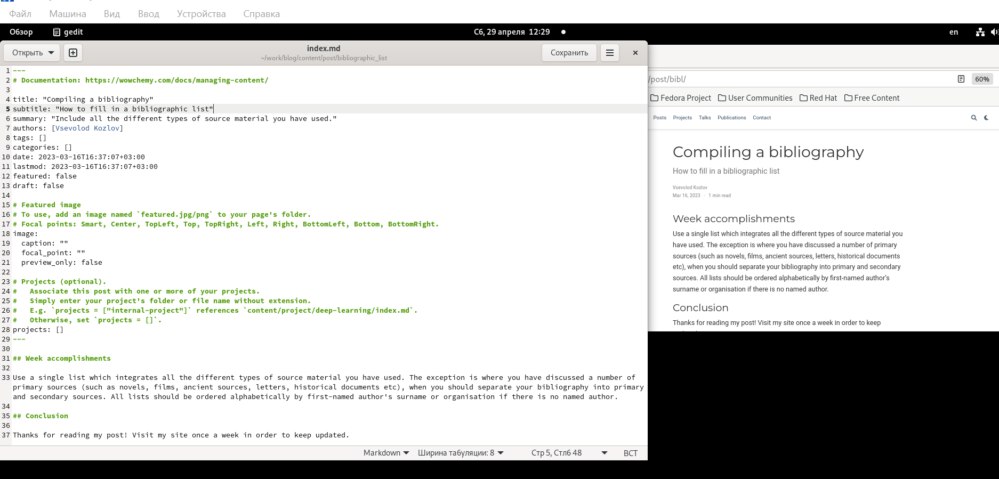 Файл Машина Вид Ввод Устройства Справка
Обзор gedit Сб, 29 апреля 12:29 en
Открыть index.md Сохранить
~/work/blog/content/post/bibliographic_list
1 ---
2 # Documentation: https://wowchemy.com/docs/managing-content/
3
4 title: "Compiling a bibliography"
5 subtitle: "How to fill in a bibliographic list"
6 summary: "Include all the different types of source material you have used."
7 authors: [Vsevolod Kozlov]
8 tags: []
9 categories: []
10 date: 2023-03-16T16:37:07+03:00
11 lastmod: 2023-03-16T16:37:07+03:00
12 featured: false
13 draft: false
14
15 # Featured image
16 # To use, add an image named `featured.jpg/png` to your page's folder.
17 # Focal points: Smart, Center, TopLeft, Top, TopRight, Left, Right, BottomLeft, Bottom, BottomRight.
18 image:
19   caption: ""
20   focal_point: ""
21   preview_only: false
22
23 # Projects (optional).
24 #   Associate this post with one or more of your projects.
25 #   Simply enter your project's folder or file name without extension.
26 #   E.g. `projects = ["internal-project"]` references `content/project/deep-learning/index.md`.
27 #   Otherwise, set `projects = []`.
28 projects: []
29 ---
30
31 ## Week accomplishments
32
33 Use a single list which integrates all the different types of source material you have used. The exception is where you have discussed a number of
primary sources (such as novels, films, ancient sources, letters, historical documents etc), when you should separate your bibliography into primary
and secondary sources. All lists should be ordered alphabetically by first-named author's surname or organisation if there is no named author.
34
35 ## Conclusion
36
37 Thanks for reading my post! Visit my site once a week in order to keep updated.
Markdown Ширина табуляции: 8 Стр 5, Стлб 48 ВСТ
/post/bibl/ 60%
Fedora Project User Communities Red Hat Free Content
Posts Projects Talks Publications Contact
Compiling a bibliography
How to fill in a bibliographic list
Vsevolod Kozlov
Mar 16, 2023 · 1 min read
Week accomplishments
Use a single list which integrates all the different types of source material you
have used. The exception is where you have discussed a number of primary
sources (such as novels, films, ancient sources, letters, historical documents
etc), when you should separate your bibliography into primary and secondary
sources. All lists should be ordered alphabetically by first-named author’s
surname or organisation if there is no named author.
Conclusion
Thanks for reading my post! Visit my site once a week in order to keep